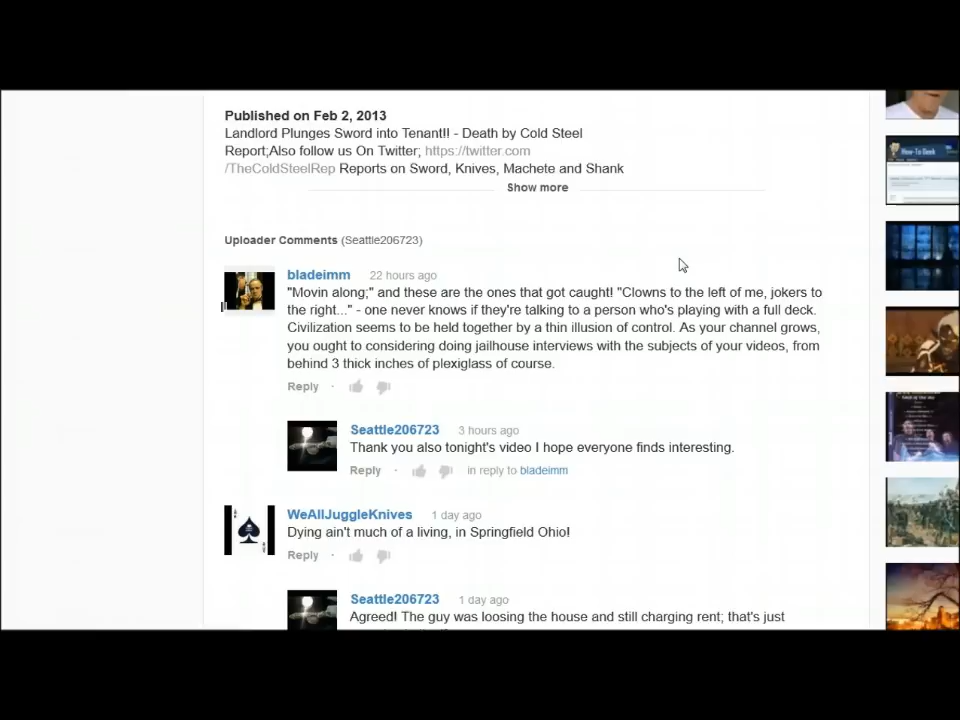 Published on Feb 2, 2013
Landlord Plunges Sword into Tenant!! - Death by Cold Steel
Report;Also follow us On Twitter; https://twitter.com
/TheColdSteelRep Reports on Sword, Knives, Machete and Shank
Show more
Uploader Comments (Seattle206723)
bladeimm 22 hours ago
"Movin along;" and these are the ones that got caught! "Clowns to the left of me, jokers to
the right..." - one never knows if they're talking to a person who's playing with a full deck.
Civilization seems to be held together by a thin illusion of control. As your channel grows,
you ought to considering doing jailhouse interviews with the subjects of your videos, from
behind 3 thick inches of plexiglass of course.
Reply ·
Seattle206723 3 hours ago
Thank you also tonight's video I hope everyone finds interesting.
Reply · in reply to bladeimm
WeAllJuggleKnives 1 day ago
Dying ain't much of a living, in Springfield Ohio!
Reply ·
Seattle206723 1 day ago
Agreed! The guy was loosing the house and still charging rent; that's just
How-To Geek